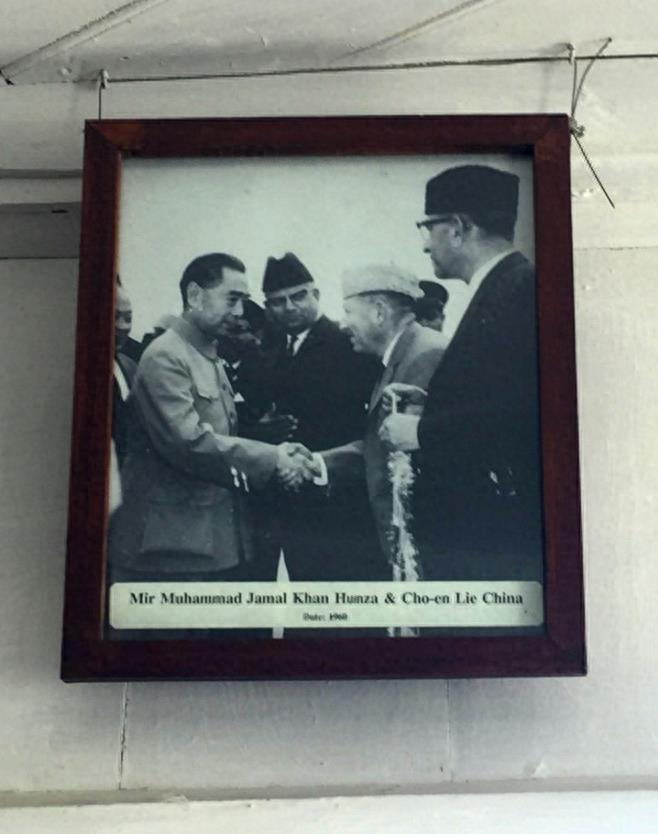 Mir Muhammad Jamal Khan Hunza & Cho-en Lie China
Date: 1960